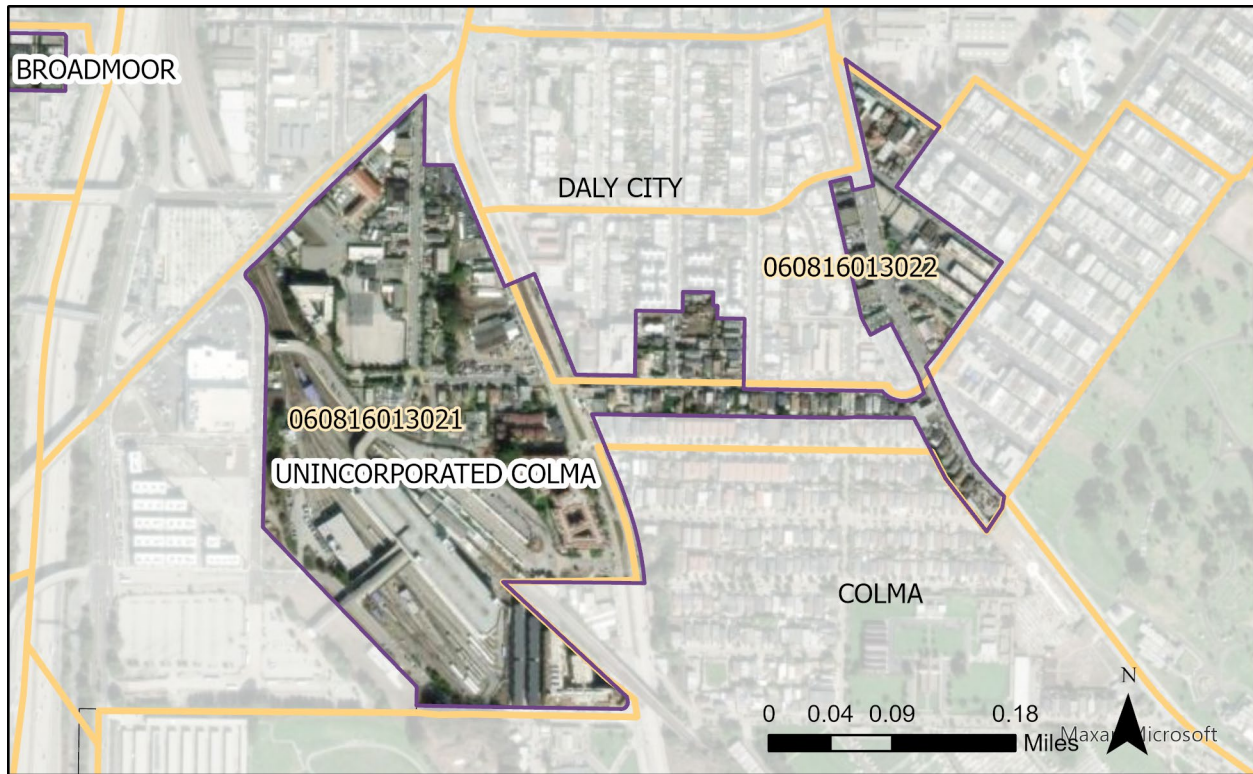 BROADMOOR
DALY CITY
060816013022
060816013021
UNINCORPORATED COLMA
COLMA
N
0 0.04 0.09 0.18
Miles
Maxar Microsoft